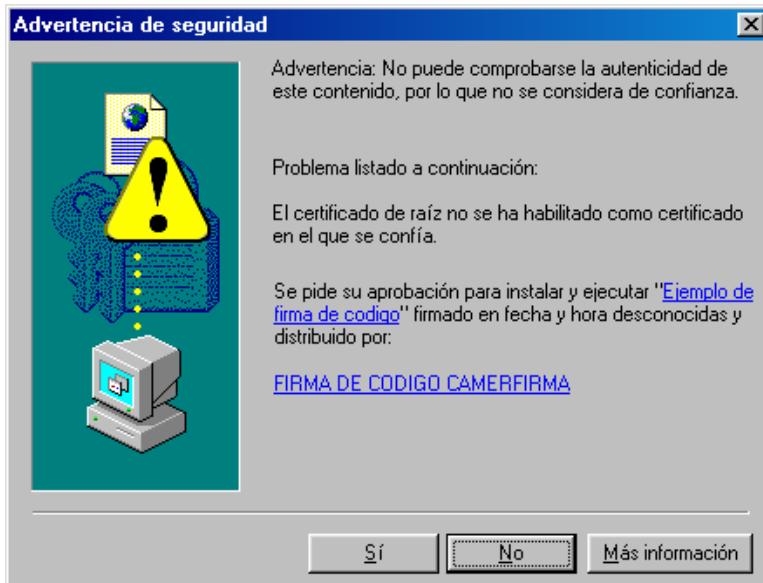 Advertencia de seguridad
Advertencia: No puede comprobarse la autenticidad de
este contenido, por lo que no se considera de confianza.
Problema listado a continuación:
El certificado de raíz no se ha habilitado como certificado
en el que se confía.
Se pide su aprobación para instalar y ejecutar "Ejemplo de
firma de codigo" firmado en fecha y hora desconocidas y
distribuido por:
FIRMA DE CODIGO CAMERFIRMA
Sí No Más información